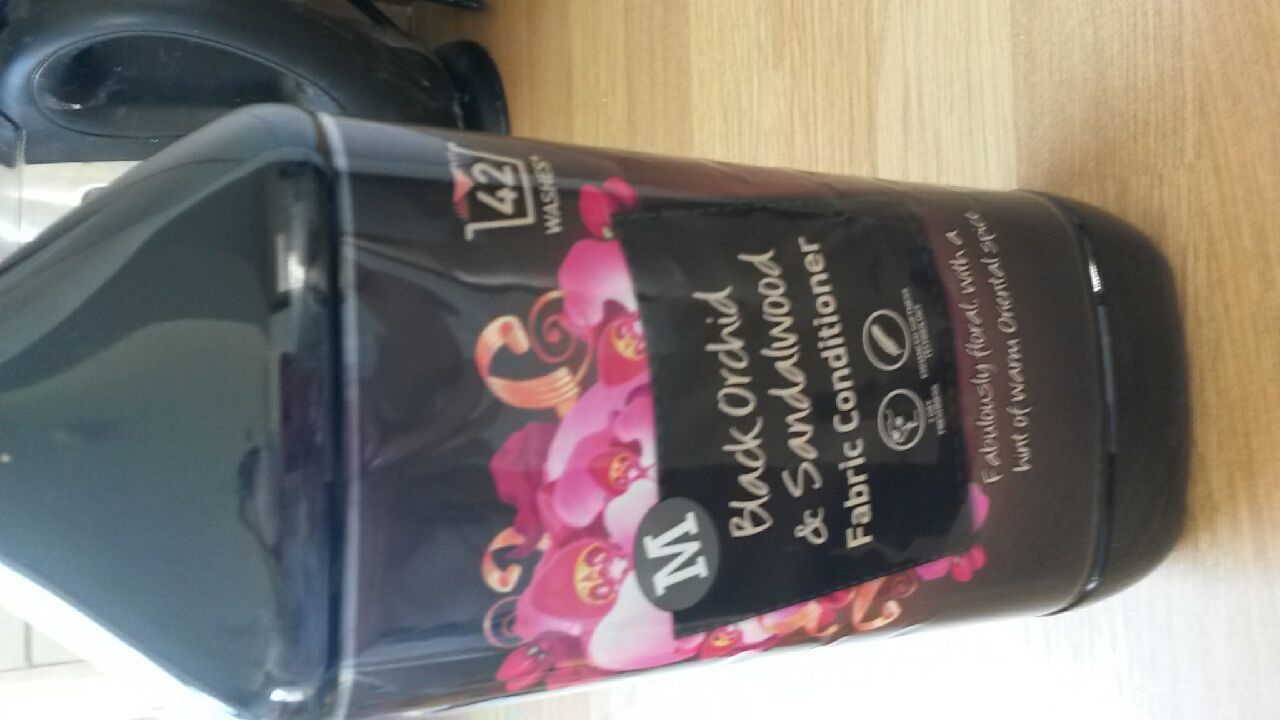 42
WASHES*
M
Black Orchid
& Sandalwood
Fabric Conditioner
Fabulously floral, with a
hint of warm Oriental spice